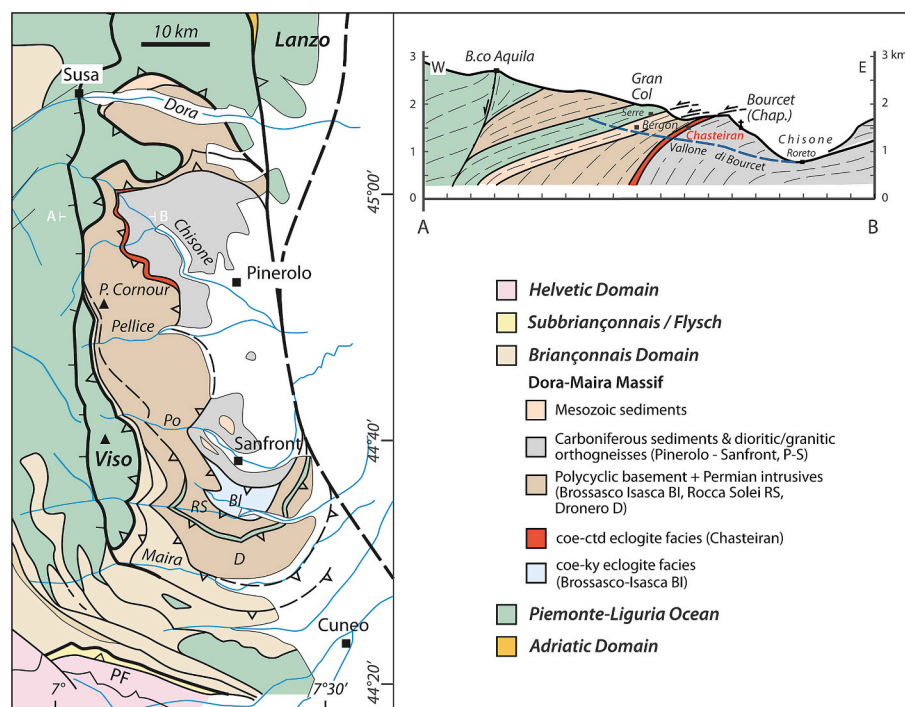 10 km
Lanzo
Susa
Dora
A
B
Chisone
45°00'
Pinerolo
P. Cornour
Pellice
Po
Sanfront
44°40'
Viso
BI
RS
Maira
D
Cuneo
PF
7°
7°30'
44°20'
3
W
B.co Aquila
E
3 km
Gran
Col
Bourcet
(Chap.)
2
Serre
2
Bergon
Chasteiran
Chisone
1
Vallone
di Bourcet
Roreto
1
0
0
A
B
Helvetic Domain
Subbriançonnais / Flysch
Briançonnais Domain
Dora-Maira Massif
Mesozoic sediments
Carboniferous sediments & dioritic/granitic
orthogneisses (Pinerolo - Sanfront, P-S)
Polycyclic basement + Permian intrusives
(Brossasco Isasca BI, Rocca Solei RS,
Dronero D)
coe-ctd eclogite facies (Chasteiran)
coe-ky eclogite facies
(Brossasco-Isasca BI)
Piemonte-Liguria Ocean
Adriatic Domain